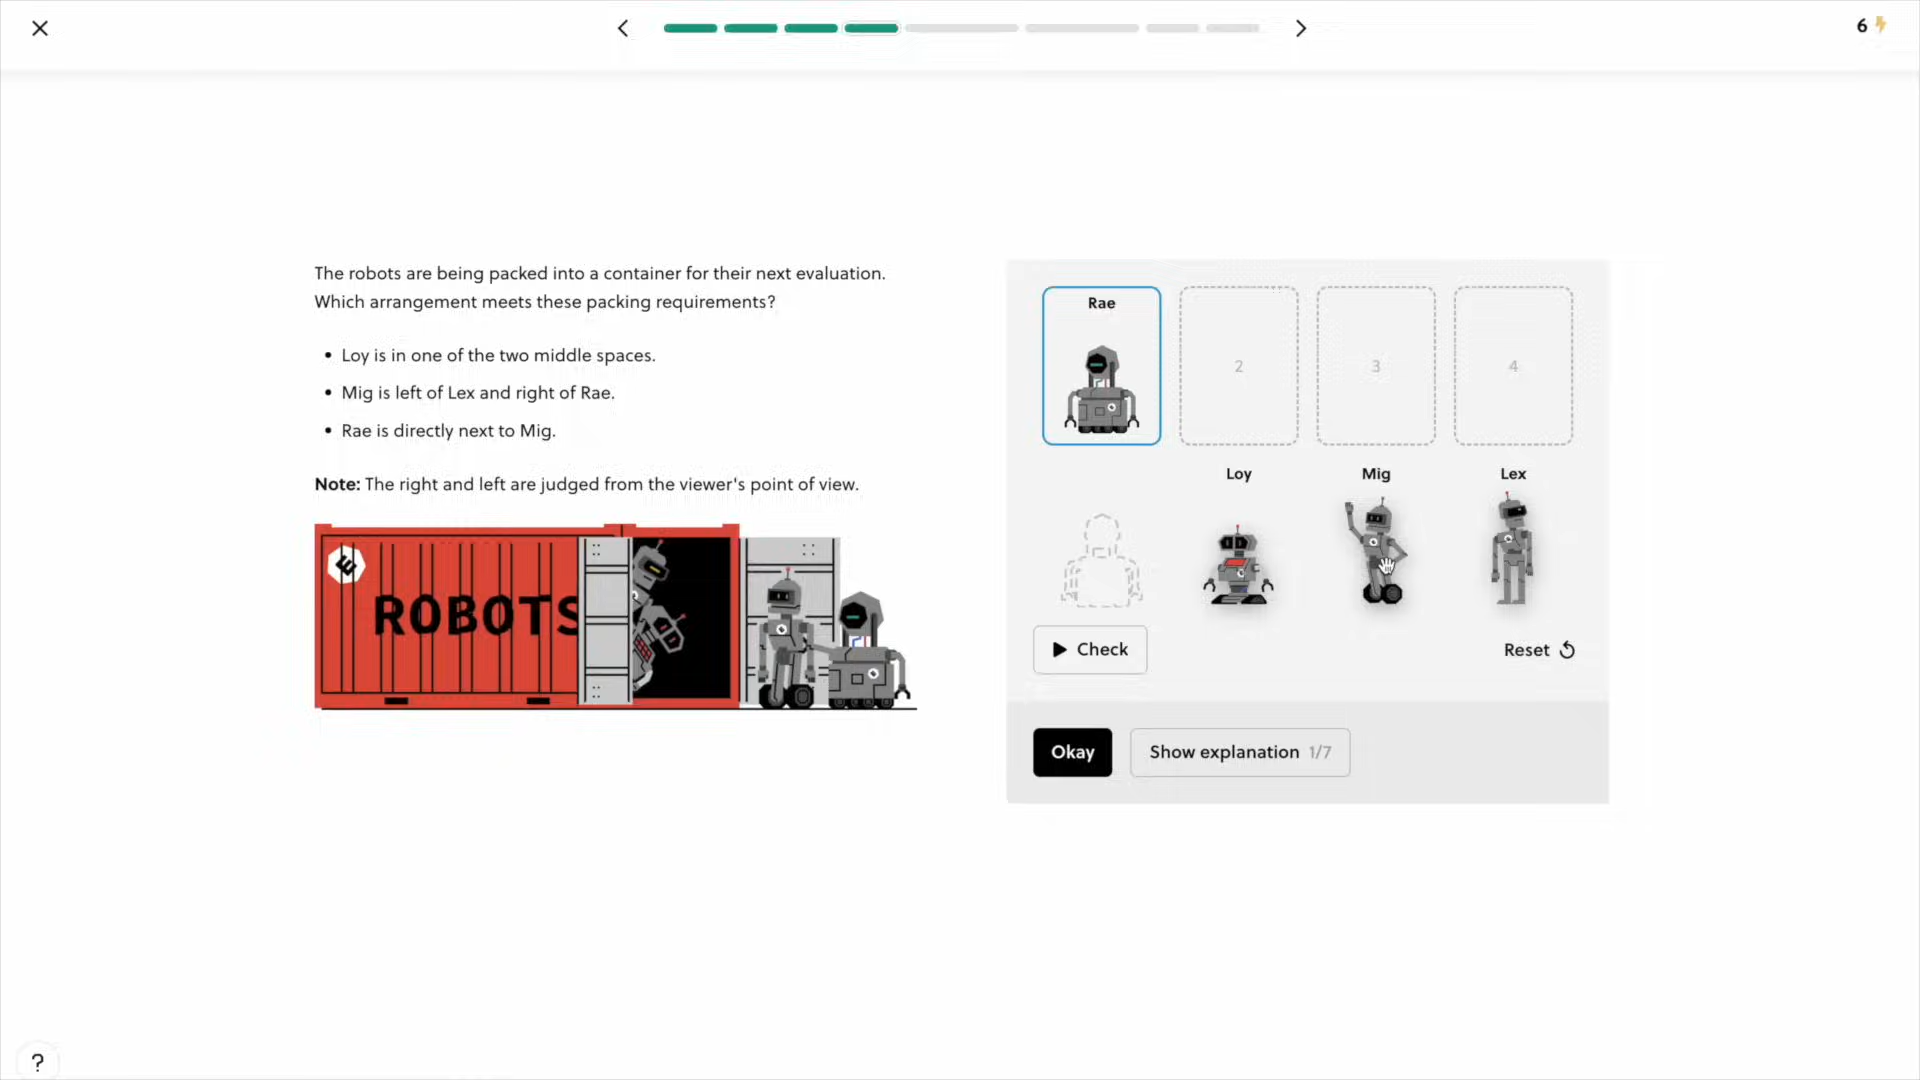 6
The robots are being packed into a container for their next evaluation.
Which arrangement meets these packing requirements?
• Loy is in one of the two middle spaces.
• Mig is left of Lex and right of Rae.
• Rae is directly next to Mig.
Note: The right and left are judged from the viewer's point of view.
ROBOTS
Rae
2
3
4
Loy
Mig
Lex
Check
Reset
Okay
Show explanation 1/7
?